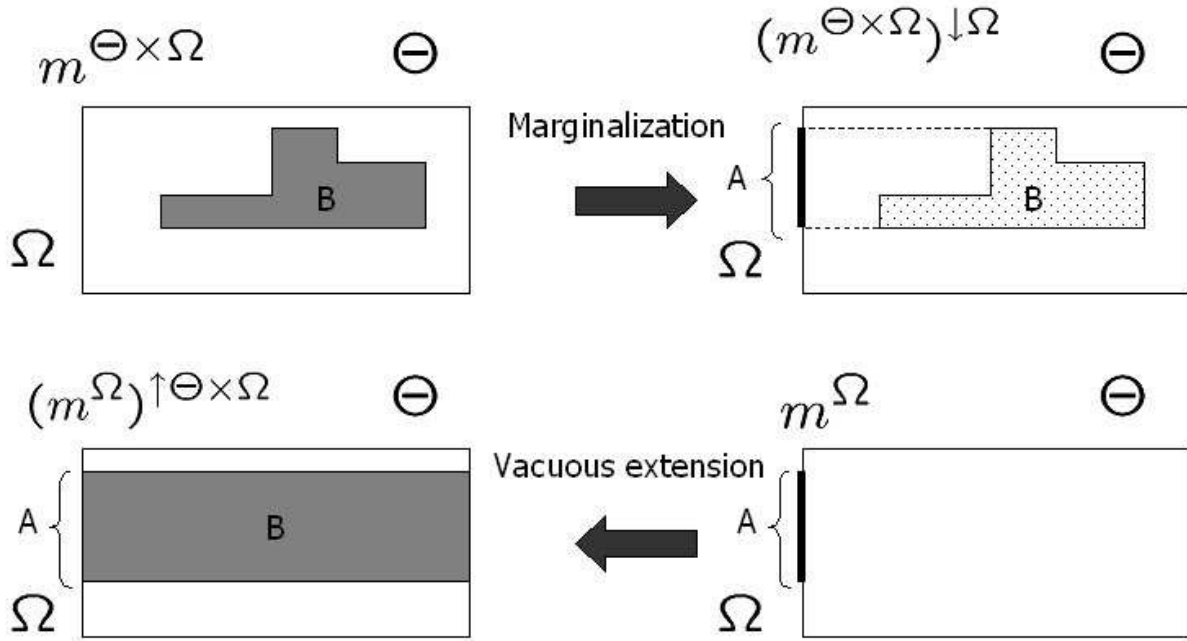 m^{Θ×Ω} Θ (m^{Θ×Ω})^{↓Ω} Θ
Marginalization
B A B
Ω Ω
(m^Ω)^{↑Θ×Ω} Θ m^Ω Θ
Vacuous extension
A B A
Ω Ω